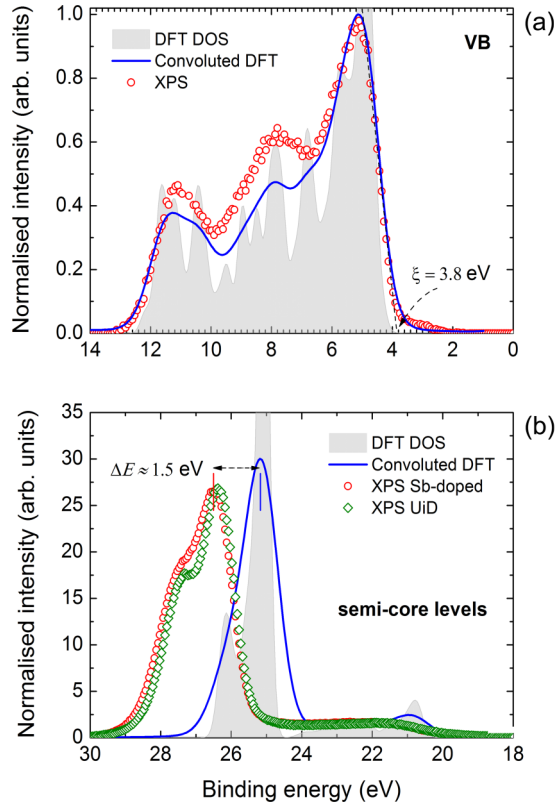 (a)
VB
DFT DOS
Convoluted DFT
XPS
ξ = 3.8 eV
Normalised intensity (arb. units)
1.0
0.8
0.6
0.4
0.2
0.0
14 12 10 8 6 4 2 0
(b)
ΔE ≈ 1.5 eV
DFT DOS
Convoluted DFT
XPS Sb-doped
XPS UiD
semi-core levels
Normalised intensity (arb. units)
35
30
25
20
15
10
5
0
30 28 26 24 22 20 18
Binding energy (eV)